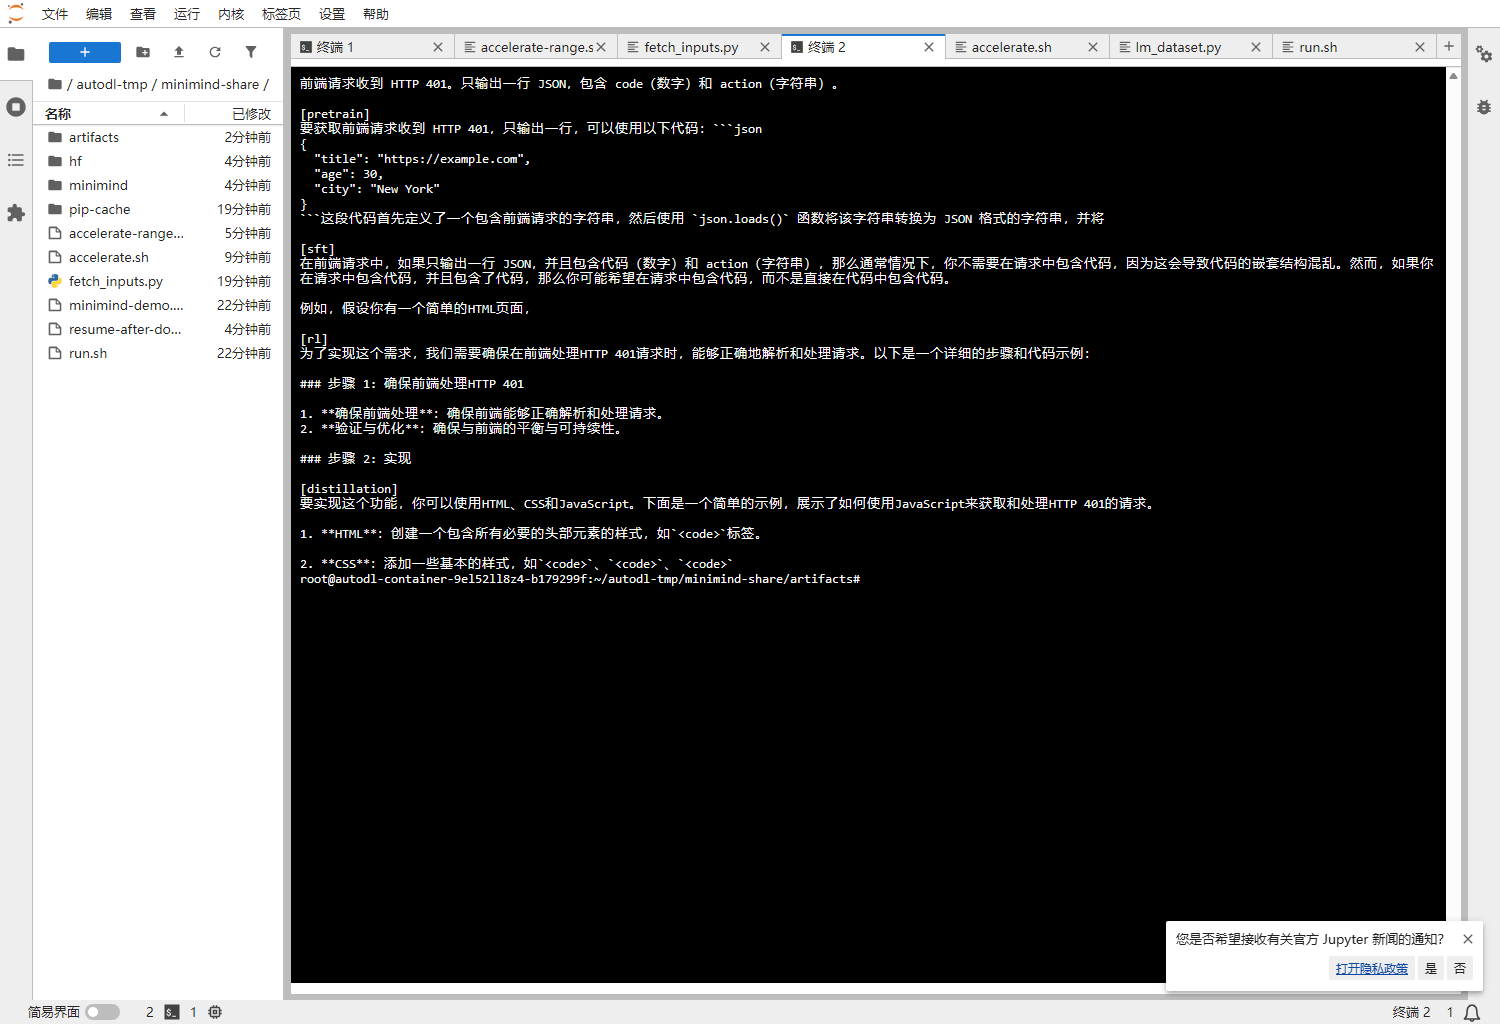 文件 编辑 查看 运行 内核 标签页 设置 帮助
+
/ autodl-tmp / minimind-share /
名称 已修改
artifacts 2分钟前
hf 4分钟前
minimind 4分钟前
pip-cache 19分钟前
accelerate-range... 5分钟前
accelerate.sh 9分钟前
fetch_inputs.py 19分钟前
minimind-demo.... 22分钟前
resume-after-do... 4分钟前
run.sh 22分钟前
终端 1 accelerate-range.s fetch_inputs.py 终端 2 accelerate.sh lm_dataset.py run.sh
前端请求收到 HTTP 401。只输出一行 JSON，包含 code（数字）和 action（字符串）。
[pretrain]
要获取前端请求收到 HTTP 401，只输出一行，可以使用以下代码：```json
{
"title": "https://example.com",
"age": 30,
"city": "New York"
}
```这段代码首先定义了一个包含前端请求的字符串，然后使用 `json.loads()` 函数将该字符串转换为 JSON 格式的字符串，并将
[sft]
在前端请求中，如果只输出一行 JSON，并且包含代码（数字）和 action（字符串），那么通常情况下，你不需要在请求中包含代码，因为这会导致代码的嵌套结构混乱。然而，如果你
在请求中包含代码，并且包含了代码，那么你可能希望在请求中包含代码，而不是直接在代码中包含代码。
例如，假设你有一个简单的HTML页面，
[rl]
为了实现这个需求，我们需要确保在前端处理HTTP 401请求时，能够正确地解析和处理请求。以下是一个详细的步骤和代码示例：
### 步骤 1：确保前端处理HTTP 401
1. **确保前端处理**：确保前端能够正确解析和处理请求。
2. **验证与优化**：确保与前端的平衡与可持续性。
### 步骤 2：实现
[distillation]
要实现这个功能，你可以使用HTML、CSS和JavaScript。下面是一个简单的示例，展示了如何使用JavaScript来获取和处理HTTP 401的请求。
1. **HTML**：创建一个包含所有必要的头部元素的样式，如`<code>`标签。
2. **CSS**：添加一些基本的样式，如`<code>`、`<code>`、`<code>`
root@autodl-container-9el52ll8z4-b179299f:~/autodl-tmp/minimind-share/artifacts#
您是否希望接收有关官方 Jupyter 新闻的通知？
打开隐私政策 是 否
简易界面 2 $_ 1 终端 2 1